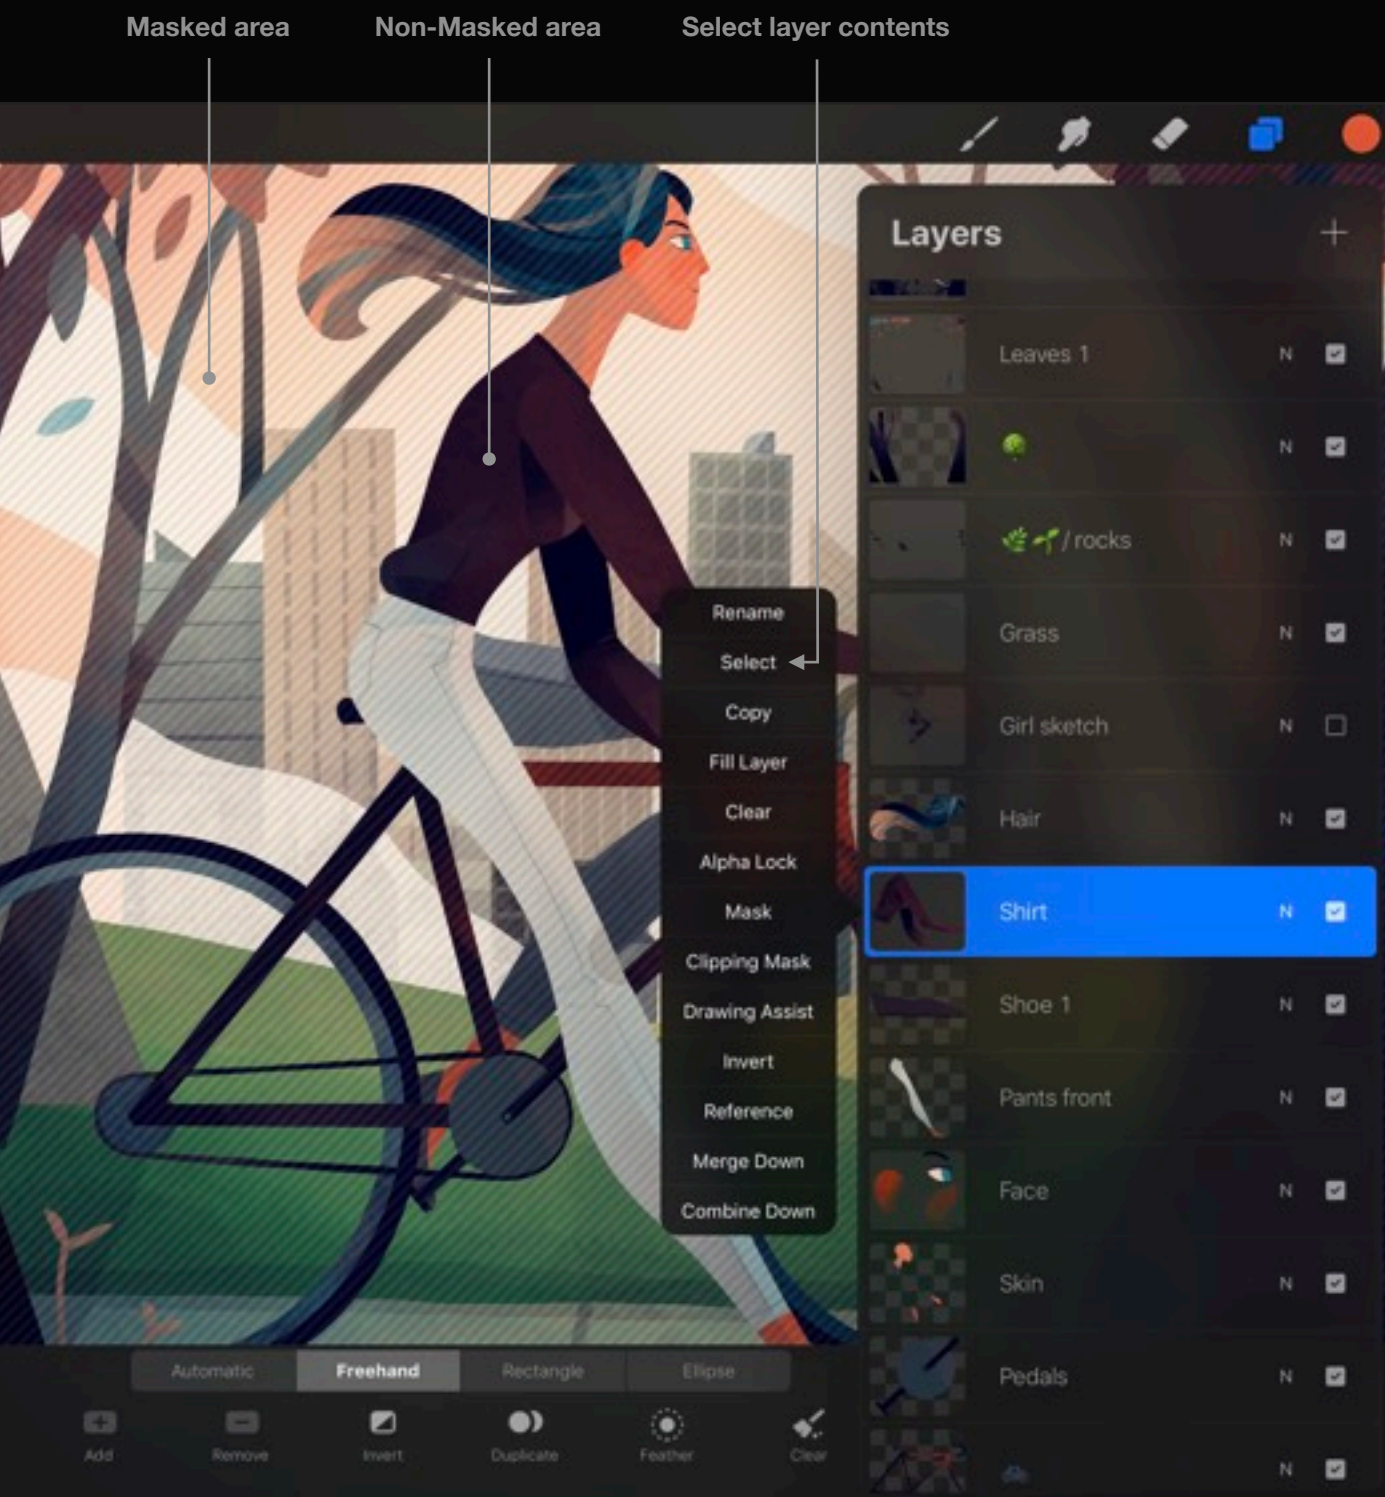 Masked area
Non-Masked area
Select layer contents
Layers
Leaves 1 N
N
/ rocks N
Grass N
Girl sketch N
Hair N
Shirt N
Shoe 1 N
Pants front N
Face N
Skin N
Pedals N
N
Rename
Select
Copy
Fill Layer
Clear
Alpha Lock
Mask
Clipping Mask
Drawing Assist
Invert
Reference
Merge Down
Combine Down
Automatic Freehand Rectangle Ellipse
Add Remove Invert Duplicate Feather Clear